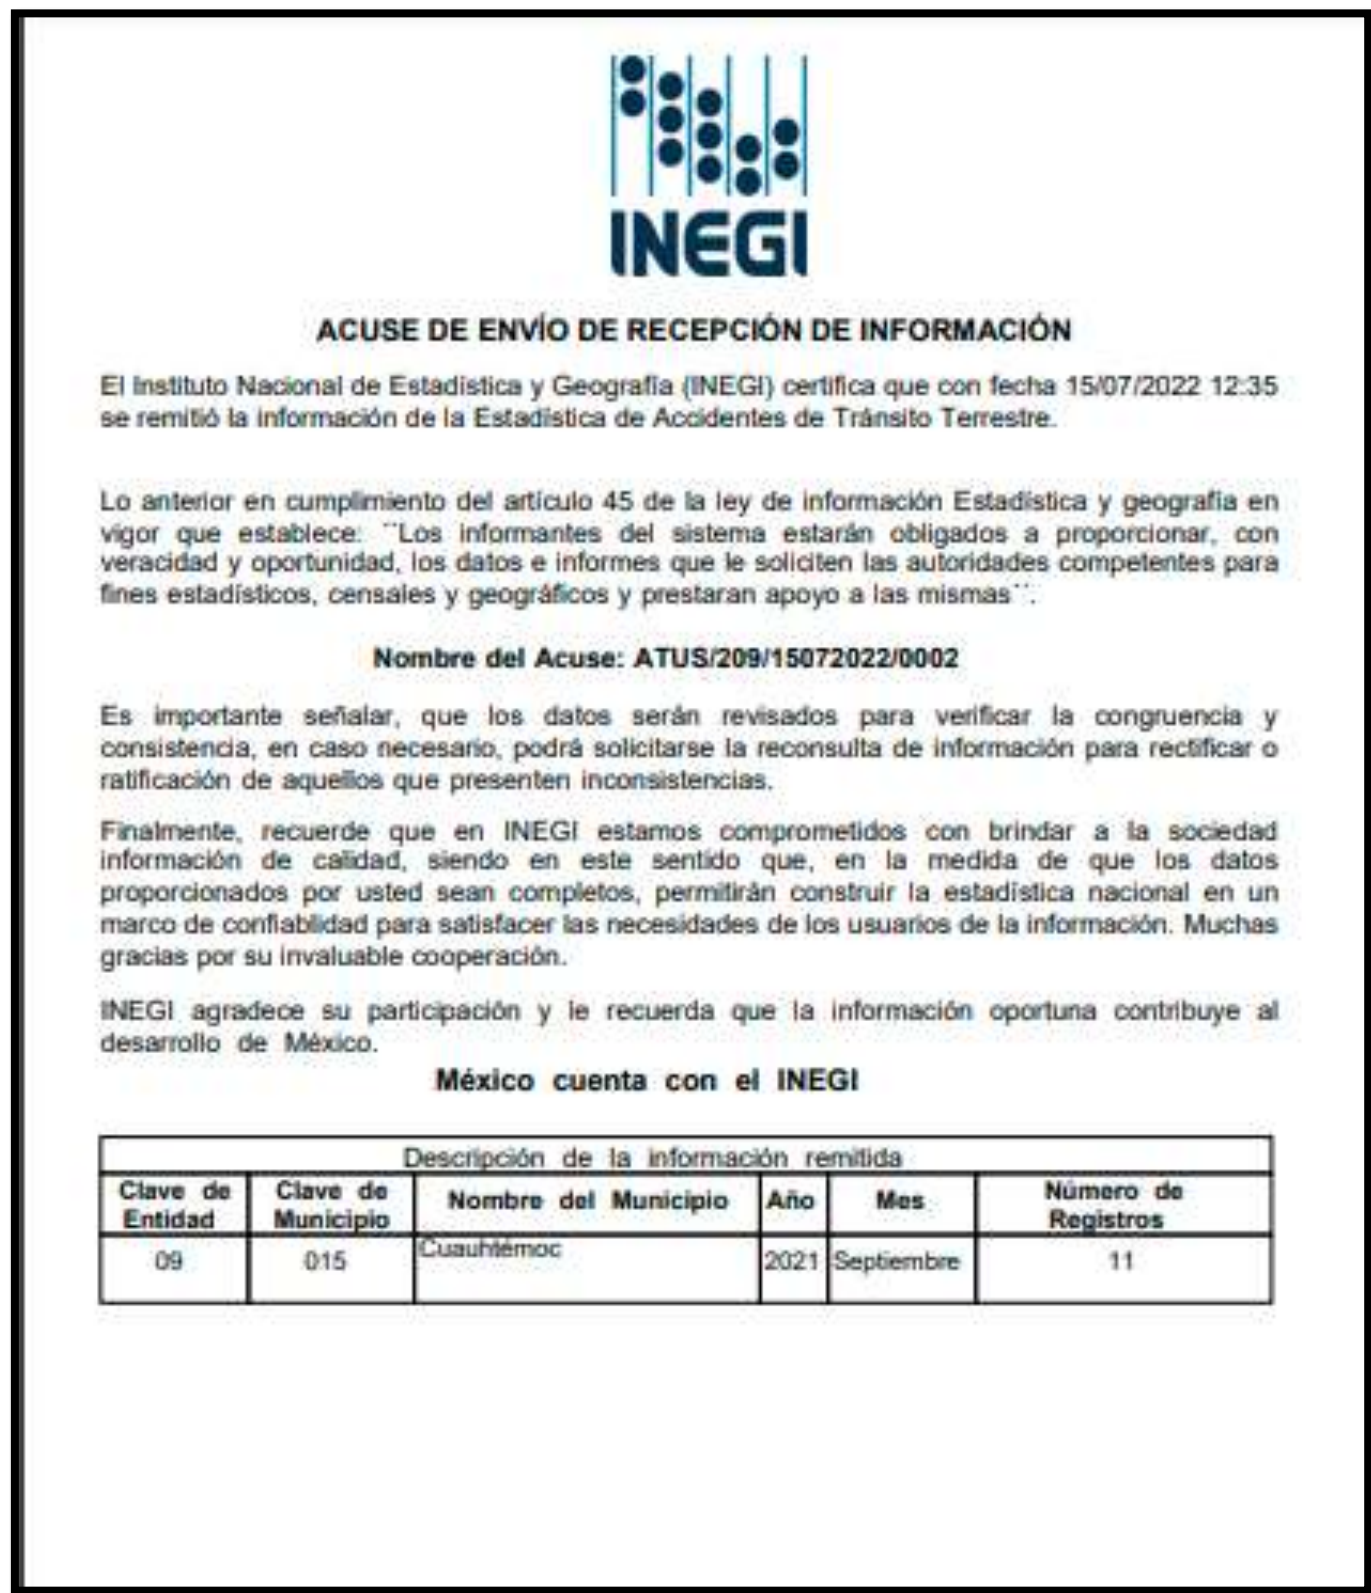 INEGI
ACUSE DE ENVÍO DE RECEPCIÓN DE INFORMACIÓN
El Instituto Nacional de Estadística y Geografía (INEGI) certifica que con fecha 15/07/2022 12:35
se remitió la información de la Estadística de Accidentes de Tránsito Terrestre.
Lo anterior en cumplimiento del artículo 45 de la ley de información Estadística y geografía en
vigor que establece: ``Los informantes del sistema estarán obligados a proporcionar, con
veracidad y oportunidad, los datos e informes que le soliciten las autoridades competentes para
fines estadísticos, censales y geográficos y prestaran apoyo a las mismas``.
Nombre del Acuse: ATUS/209/15072022/0002
Es importante señalar, que los datos serán revisados para verificar la congruencia y
consistencia, en caso necesario, podrá solicitarse la reconsulta de información para rectificar o
ratificación de aquellos que presenten inconsistencias.
Finalmente, recuerde que en INEGI estamos comprometidos con brindar a la sociedad
información de calidad, siendo en este sentido que, en la medida de que los datos
proporcionados por usted sean completos, permitirán construir la estadística nacional en un
marco de confiablidad para satisfacer las necesidades de los usuarios de la información. Muchas
gracias por su invaluable cooperación.
INEGI agradece su participación y le recuerda que la información oportuna contribuye al
desarrollo de México.
México cuenta con el INEGI
Descripción de la información remitida
Clave de Entidad Clave de Municipio Nombre del Municipio Año Mes Número de Registros
09 015 Cuauhtémoc 2021 Septiembre 11